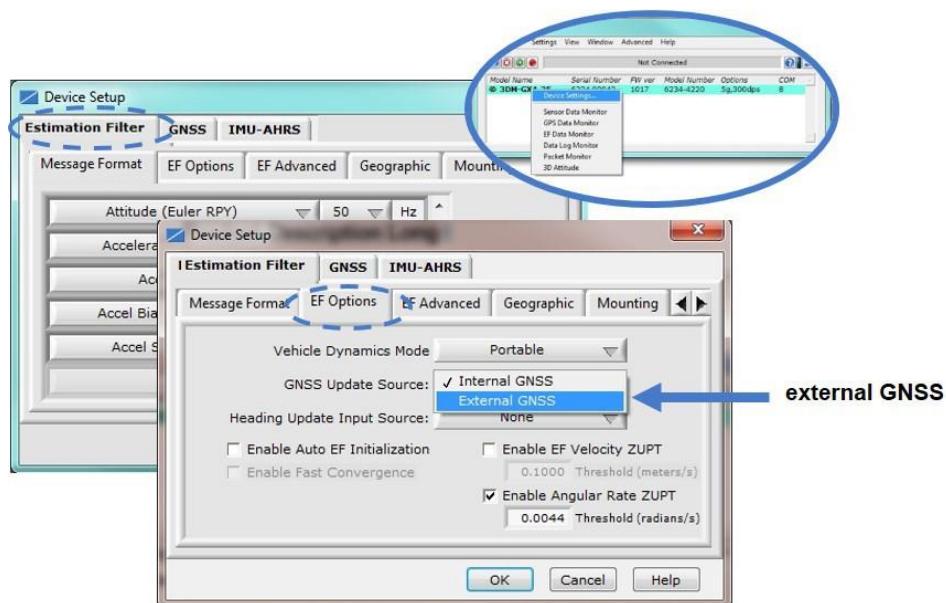 Settings View Window Advanced Help
Not Connected
Model Name Serial Number FW ver Model Number Options COM
3DM-GX4-25 6234-00042 1017 6234-4220 5g,300dps 8
Device Settings...
Sensor Data Monitor
GPS Data Monitor
EF Data Monitor
Data Log Monitor
Packet Monitor
3D Attitude
Device Setup
Estimation Filter GNSS IMU-AHRS
Message Format EF Options EF Advanced Geographic
Attitude (Euler RPY) 50 Hz
Device Setup
Estimation Filter GNSS IMU-AHRS
Message Format EF Options EF Advanced Geographic Mounting
Vehicle Dynamics Mode Portable
GNSS Update Source: ✓ Internal GNSS
External GNSS
Heading Update Input Source: None
Enable Auto EF Initialization Enable EF Velocity ZUPT
Enable Fast Convergence 0.1000 Threshold (meters/s)
Enable Angular Rate ZUPT
0.0044 Threshold (radians/s)
OK Cancel Help
external GNSS